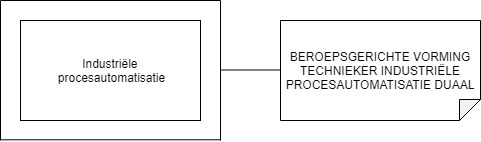 Industriële
procesautomatisatie
BEROEPSGERICHTE VORMING
TECHNIEKER INDUSTRIËLE
PROCESAUTOMATISATIE DUAAL